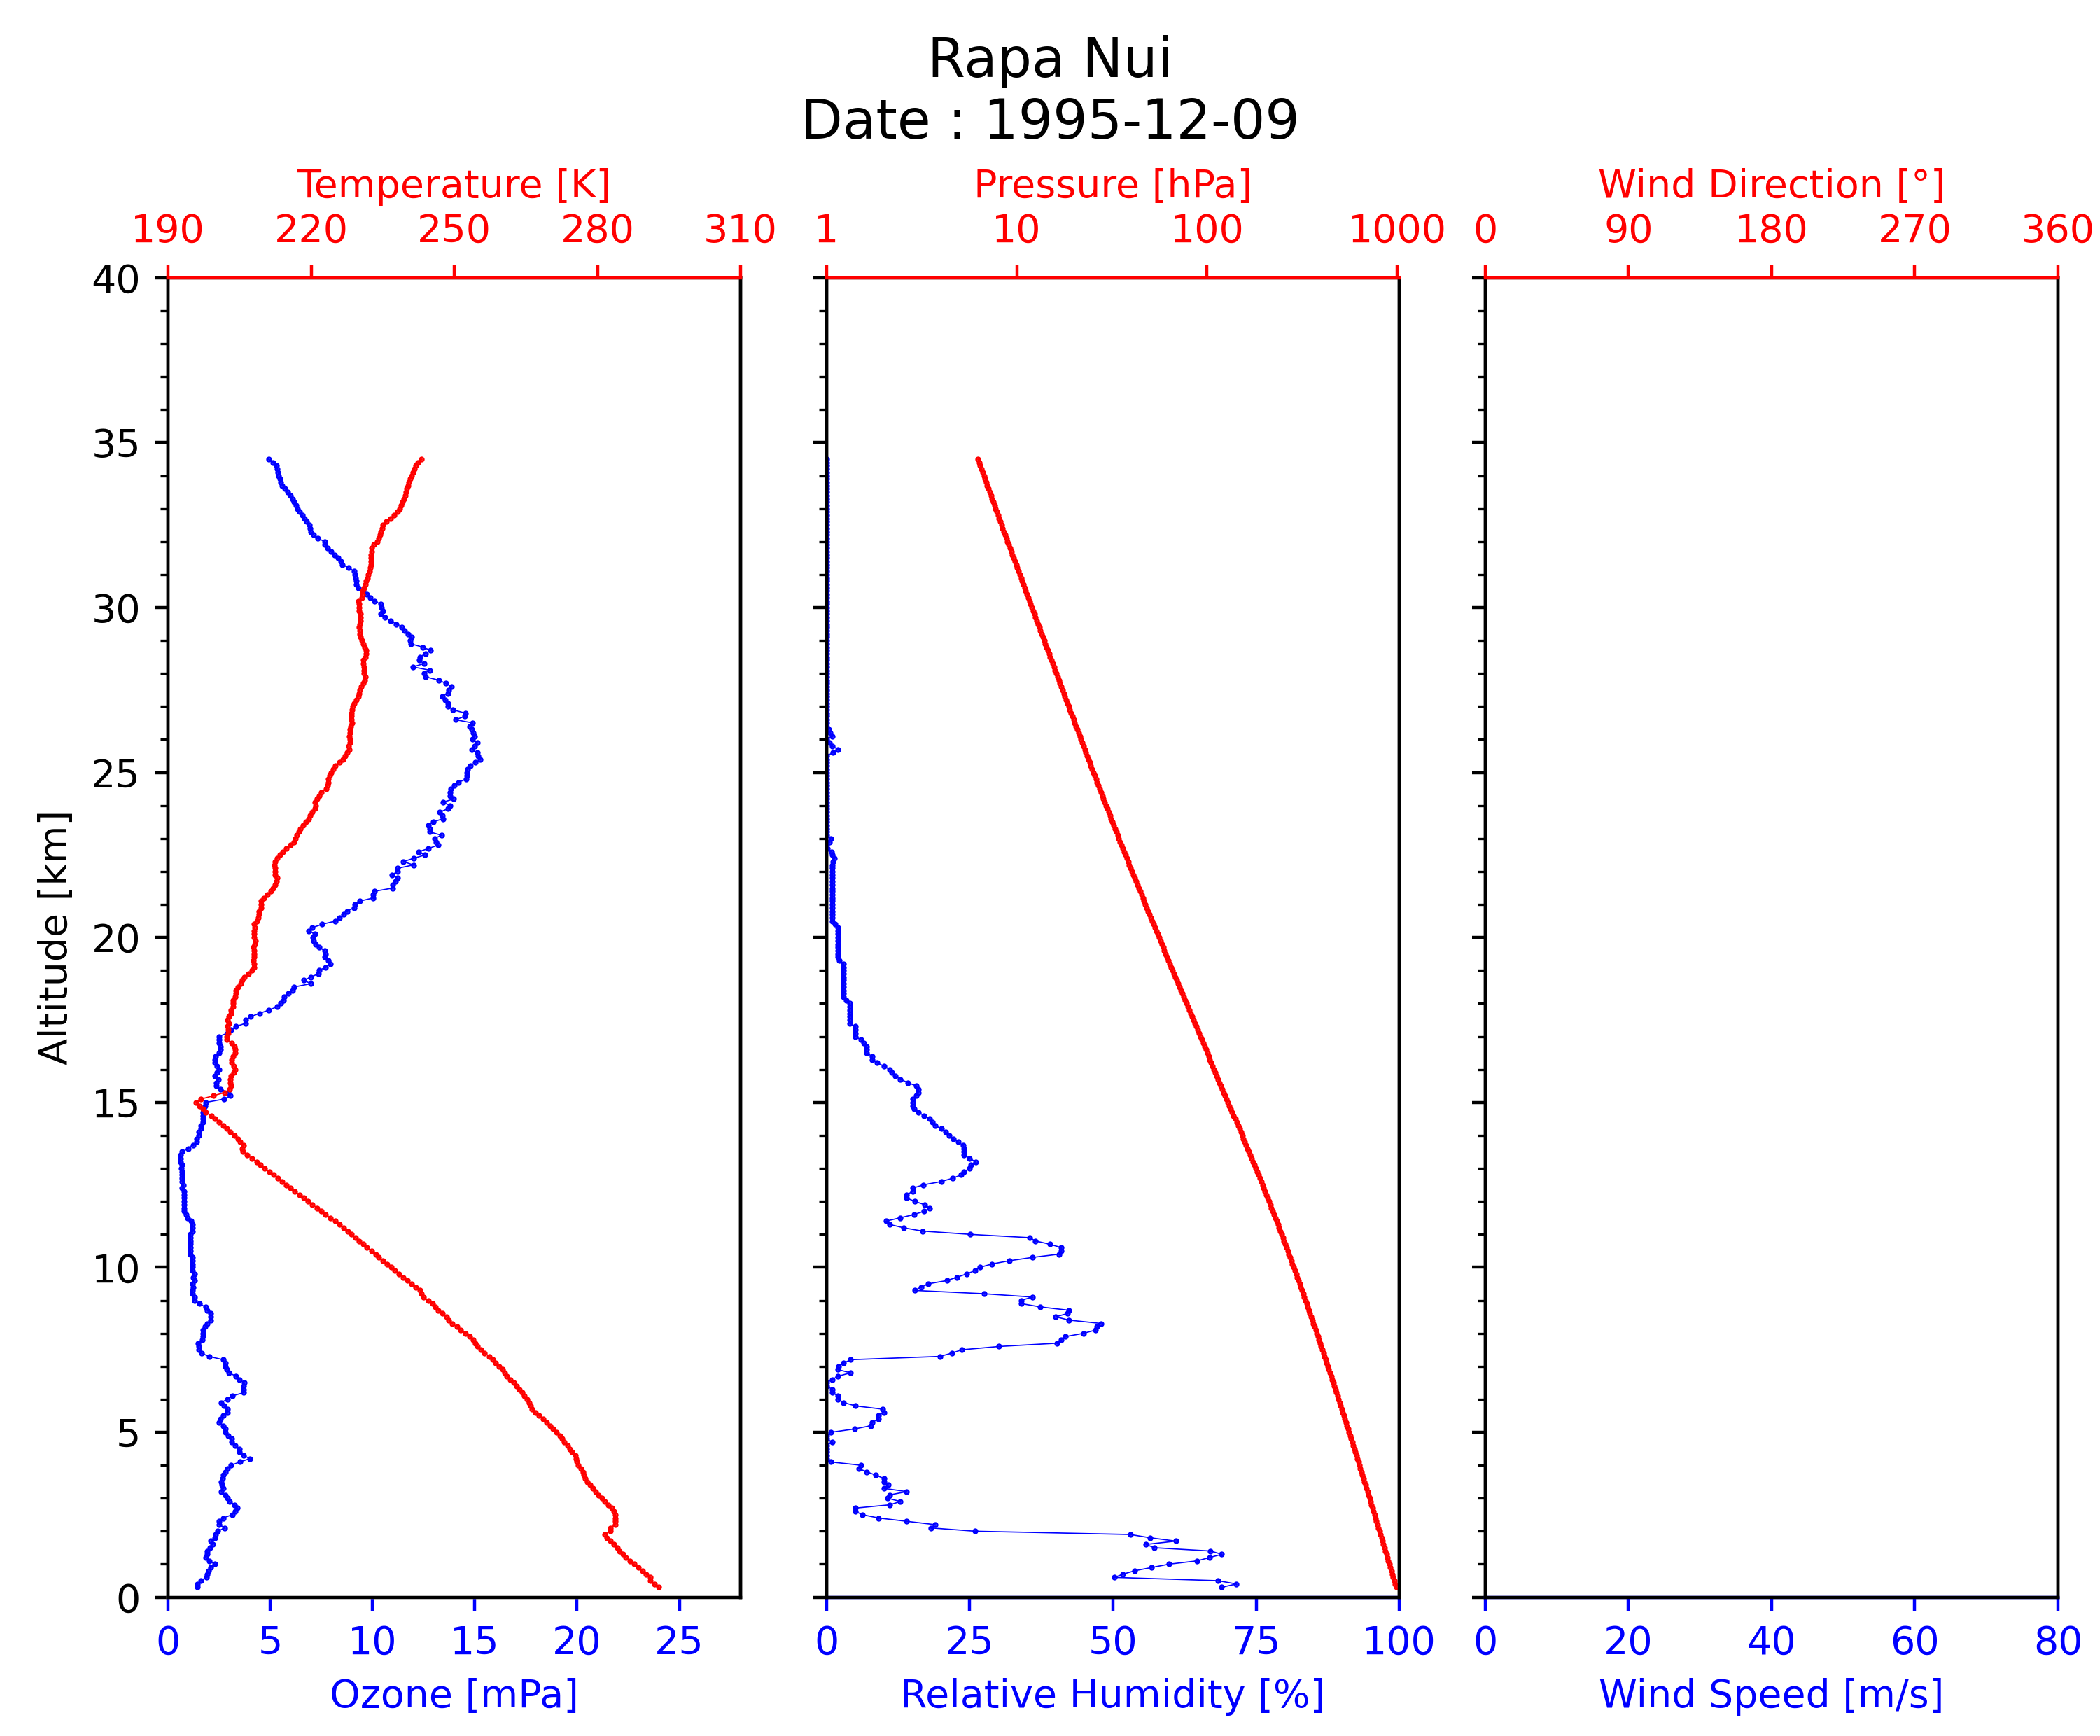 Rapa Nui
Date : 1995-12-09
Temperature [K]
190 220 250 280 310
Pressure [hPa]
1 10 100 1000
Wind Direction [°]
0 90 180 270 360
Altitude [km]
40
35
30
25
20
15
10
5
0
0 5 10 15 20 25
Ozone [mPa]
0 25 50 75 100
Relative Humidity [%]
0 20 40 60 80
Wind Speed [m/s]